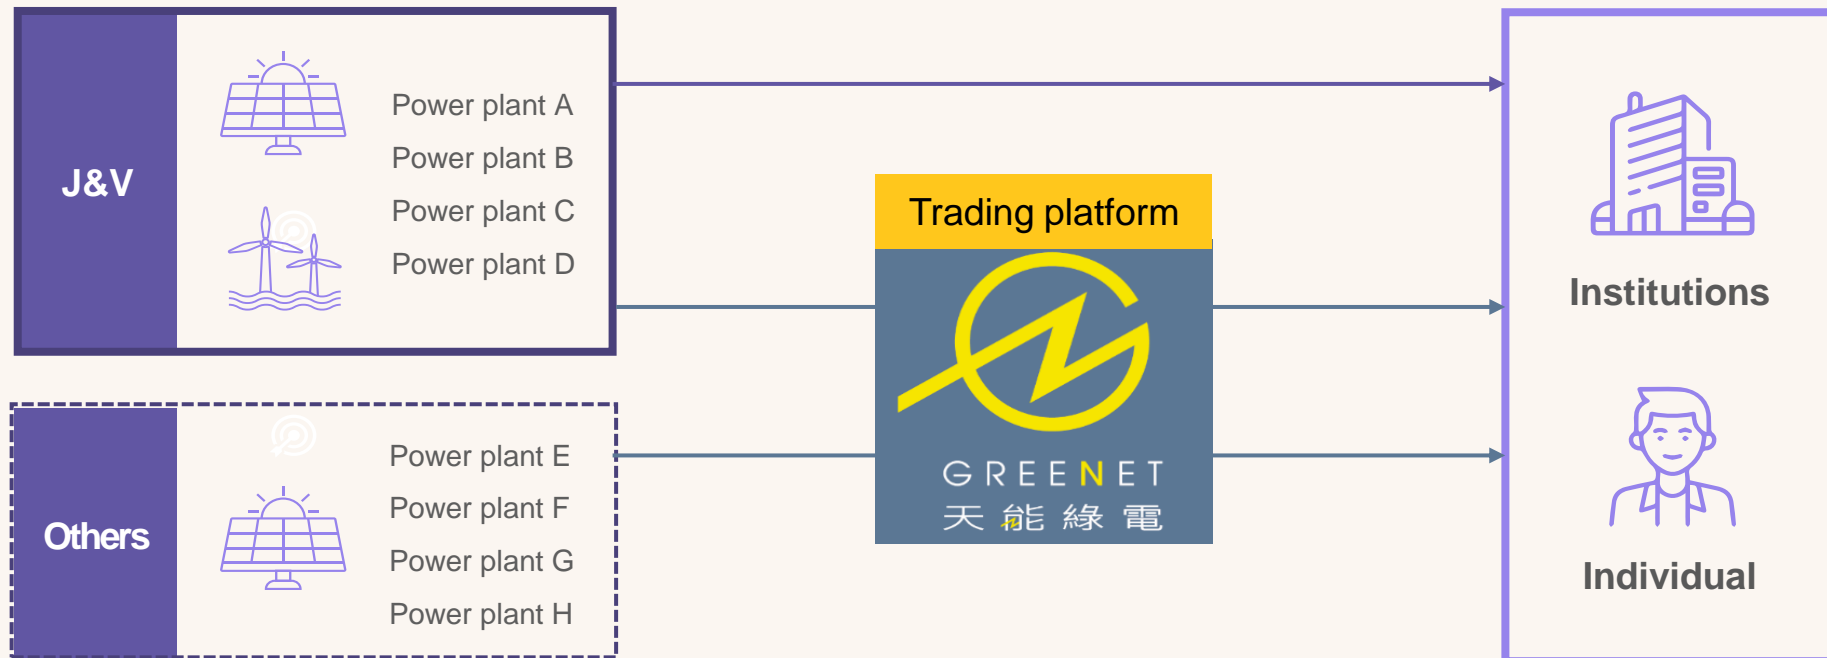 J&V
Power plant A
Power plant B
Power plant C
Power plant D
Others
Power plant E
Power plant F
Power plant G
Power plant H
Trading platform
GREENET
天能綠電
Institutions
Individual